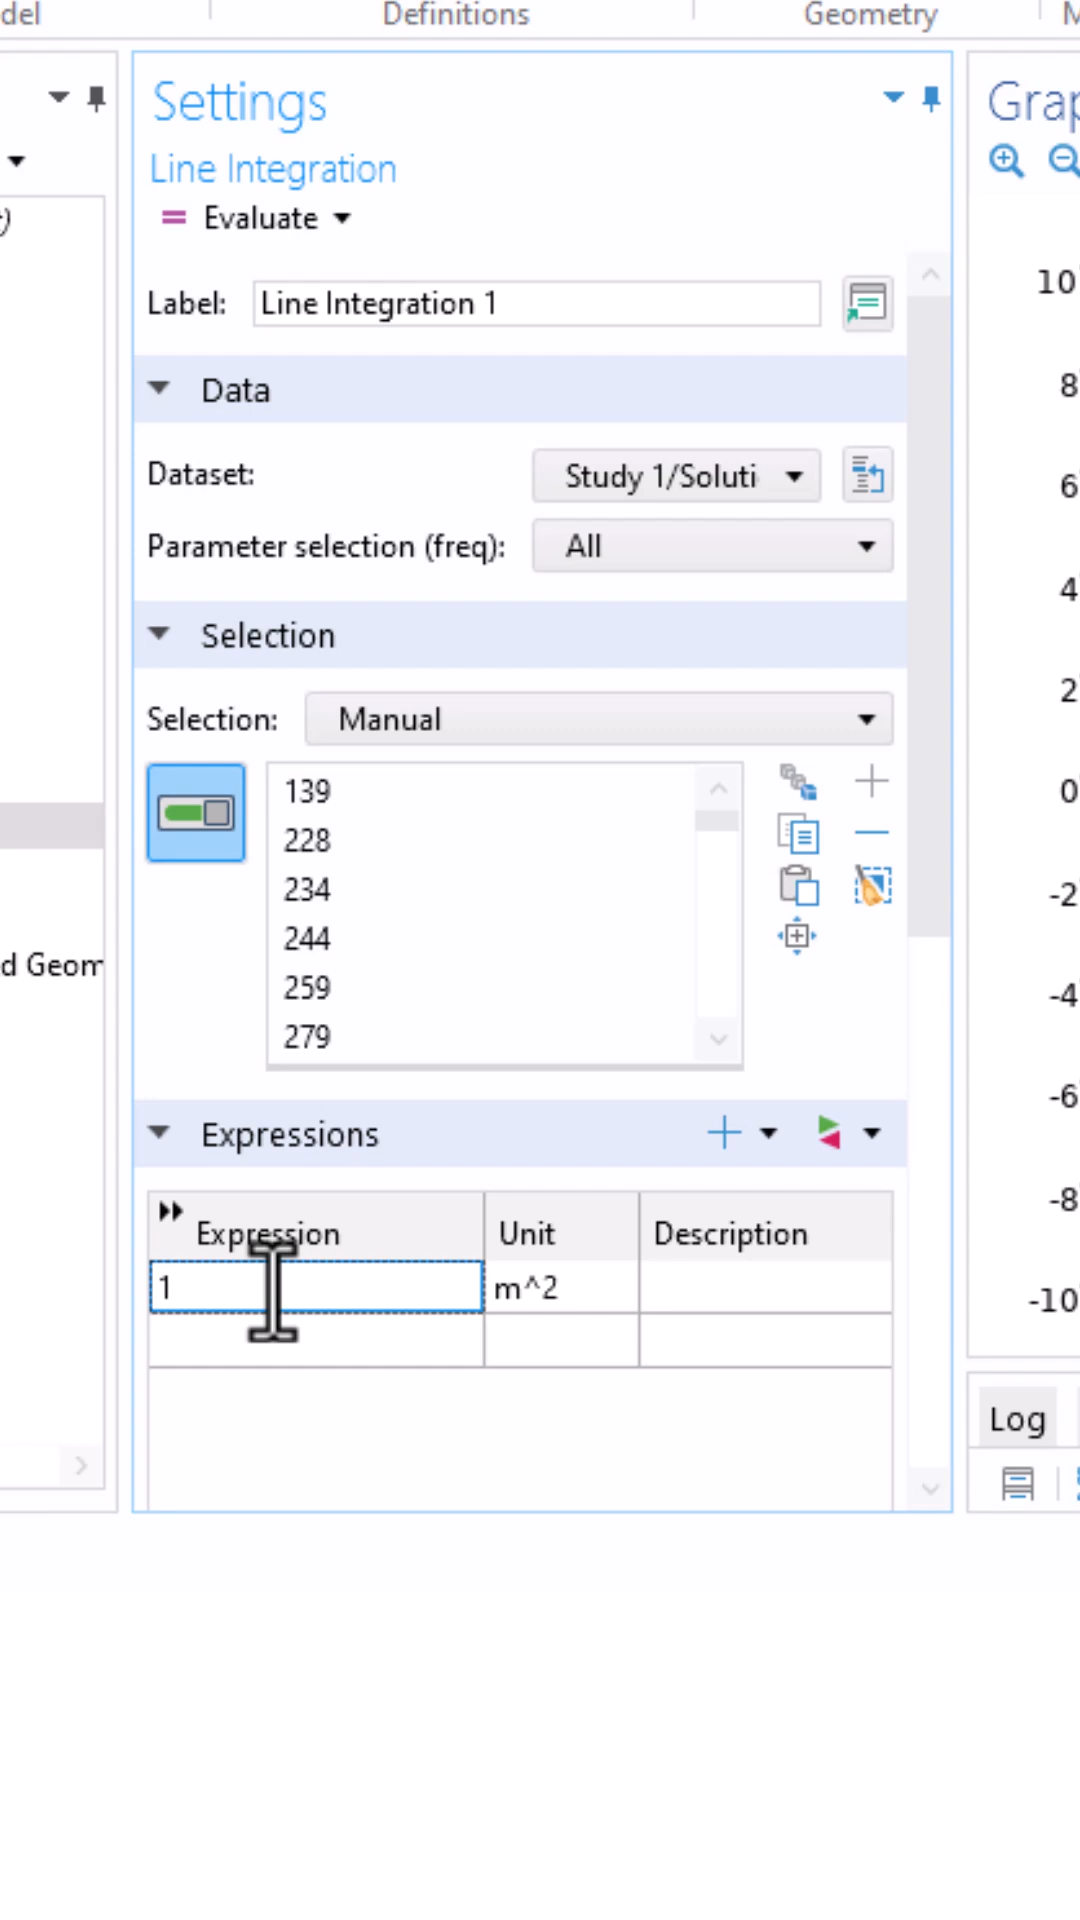 del
Definitions
Geometry
M
Settings
Line Integration
Evaluate
Label: Line Integration 1
Data
Dataset: Study 1/Soluti
Parameter selection (freq): All
Selection
Selection: Manual
139
228
234
244
259
279
Expressions
Expression Unit Description
1 m^2
d Geom
Grap
10
8
6
4
2
0
-2
-4
-6
-8
-10
Log